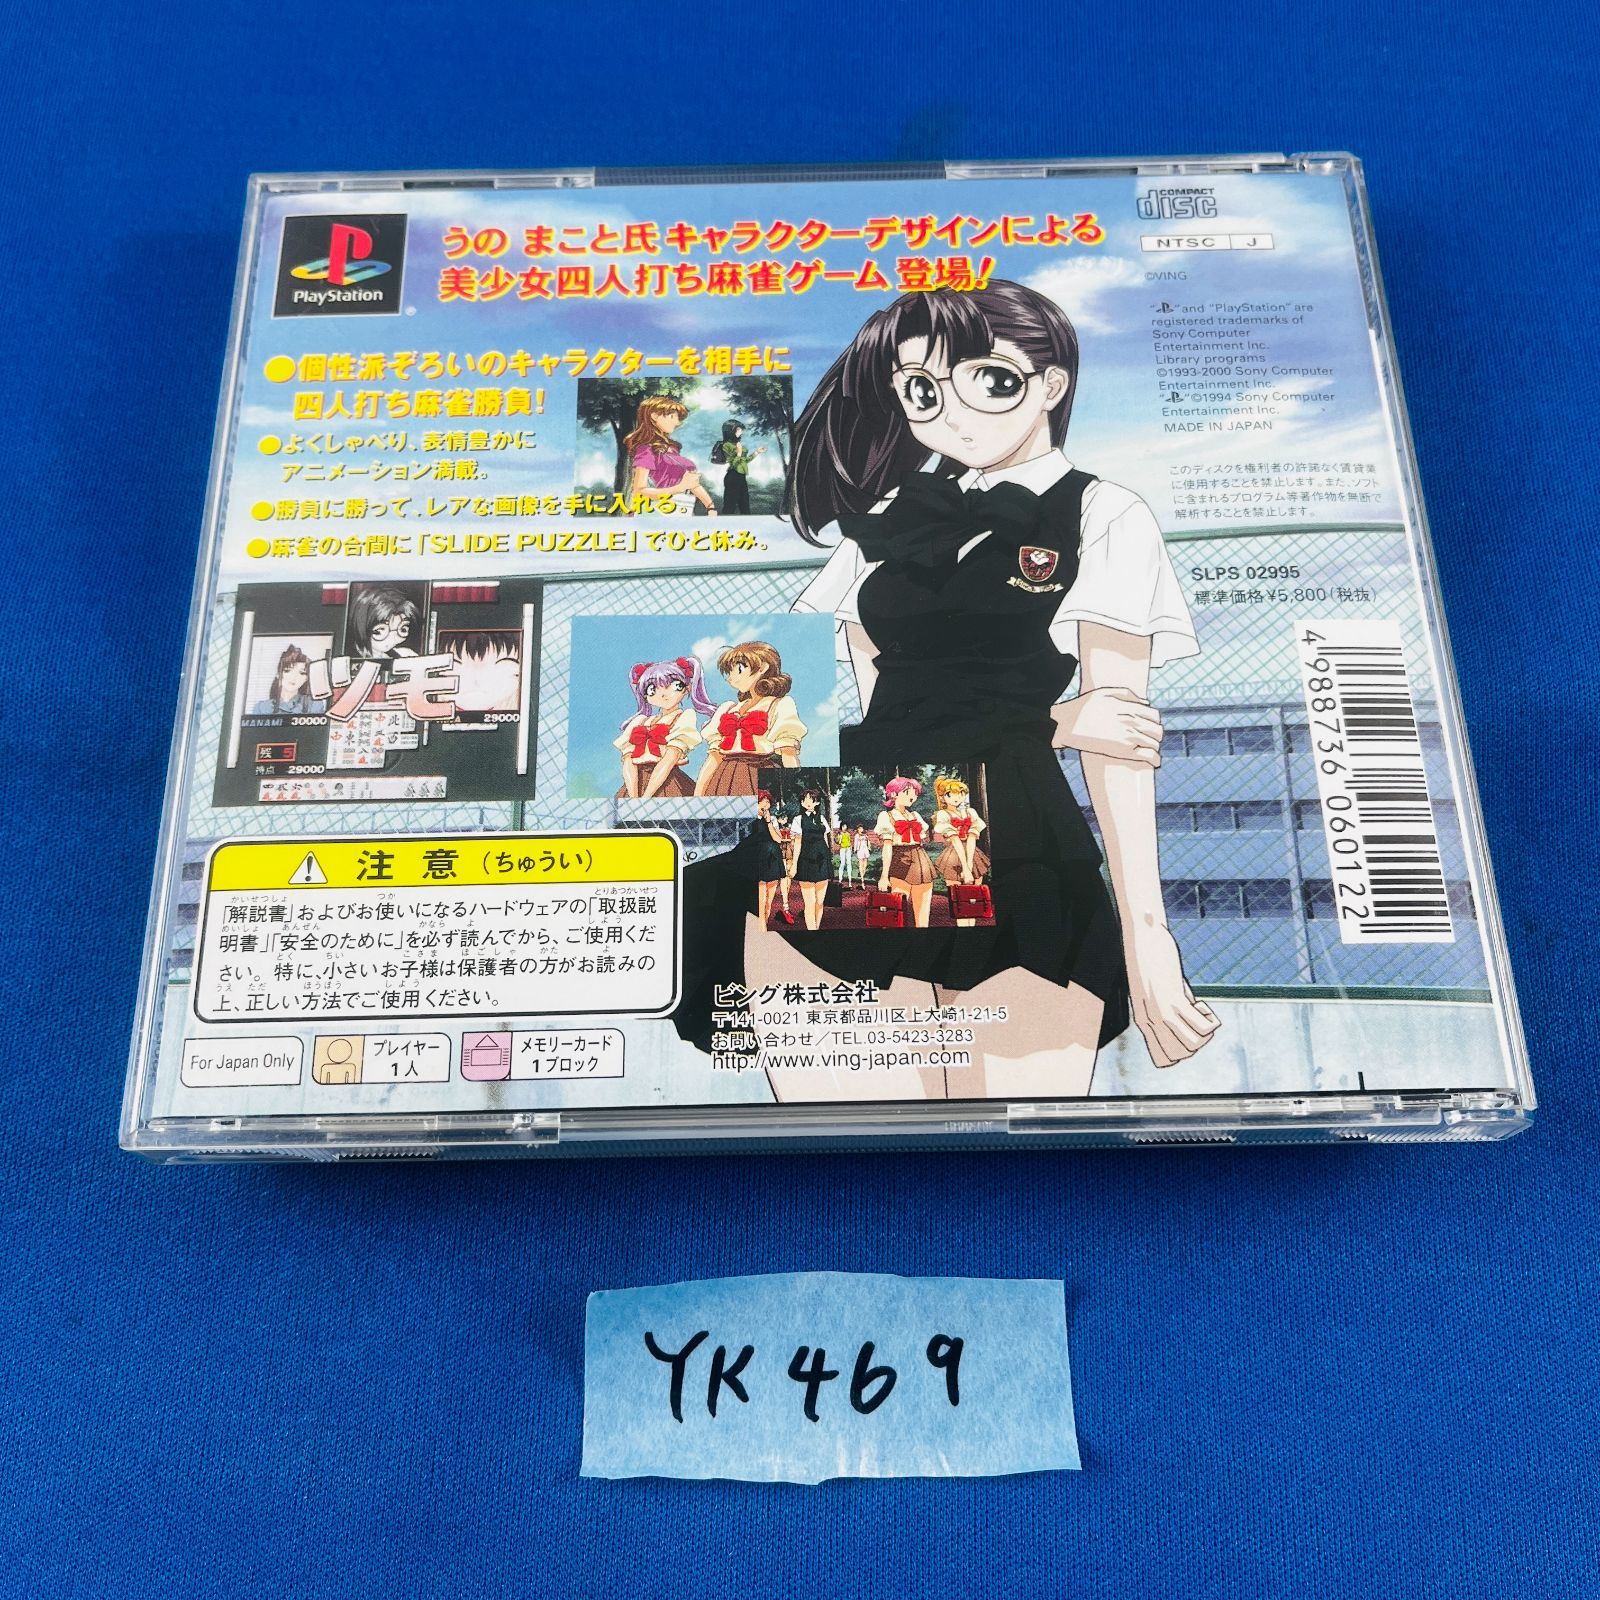 PlayStation
うの まこと氏 キャラクターデザインによる
美少女四人打ち麻雀ゲーム 登場!
●個性派ぞろいのキャラクターを相手に
四人打ち麻雀勝負!
●よくしゃべり、表情豊かに
アニメーション満載。
●勝負に勝って、レアな画像を手に入れる。
●麻雀の合間に「SLIDE PUZZLE」でひと休み。
COMPACT
disc
NTSC J
©VING
"PS"and "PlayStation" are
registered trademarks of
Sony Computer
Entertainment Inc.
Library programs
©1993-2000 Sony Computer
Entertainment Inc.
"PS"©1994 Sony Computer
Entertainment Inc.
MADE IN JAPAN
このディスクを権利者の許諾なく賃貸業
に使用することを禁止します。また、ソフト
に含まれるプログラム等著作物を無断で
解析することを禁止します。
SLPS 02995
標準価格¥5,800(税抜)
4 988736 060122
ツモ
MANAMI 30000
29000
残 5
持点 29000
注意(ちゅうい)
「解説書」およびお使いになるハードウェアの「取扱説
明書」「安全のために」を必ず読んでから、ご使用くだ
さい。特に、小さいお子様は保護者の方がお読みの
上、正しい方法でご使用ください。
For Japan Only
プレイヤー
1人
メモリーカード
1ブロック
ビング株式会社
〒141-0021 東京都品川区上大崎1-21-5
お問い合わせ/TEL.03-5423-3283
http://www.ving-japan.com
YK469